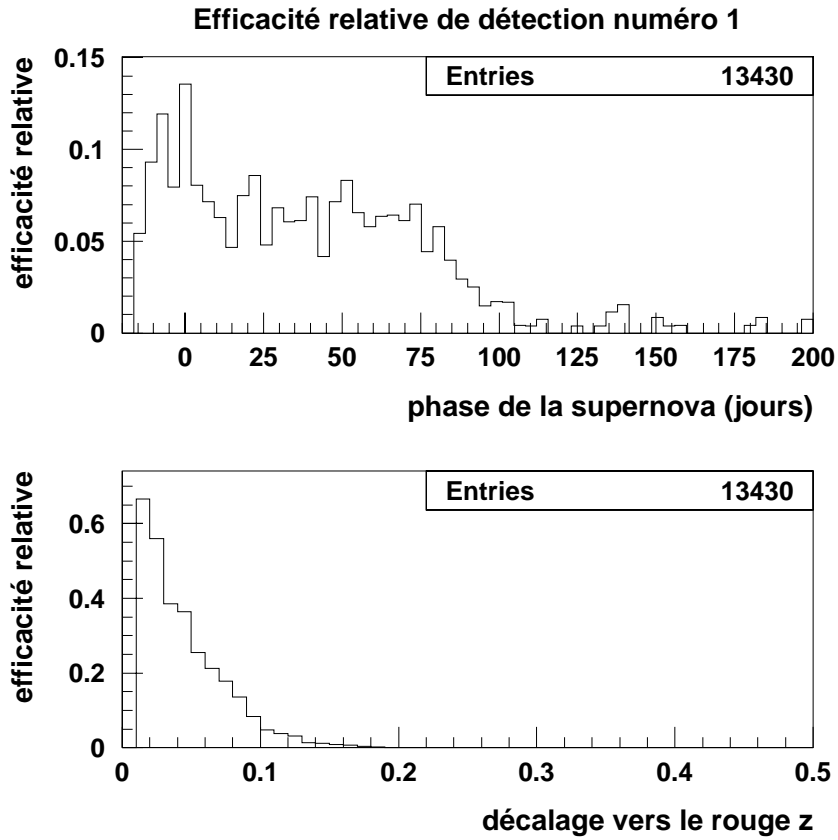 Efficacité relative de détection numéro 1
efficacité relative
0.15
0.1
0.05
0
Entries 13430
0 25 50 75 100 125 150 175 200
phase de la supernova (jours)
efficacité relative
0.6
0.4
0.2
0
Entries 13430
0 0.1 0.2 0.3 0.4 0.5
décalage vers le rouge z